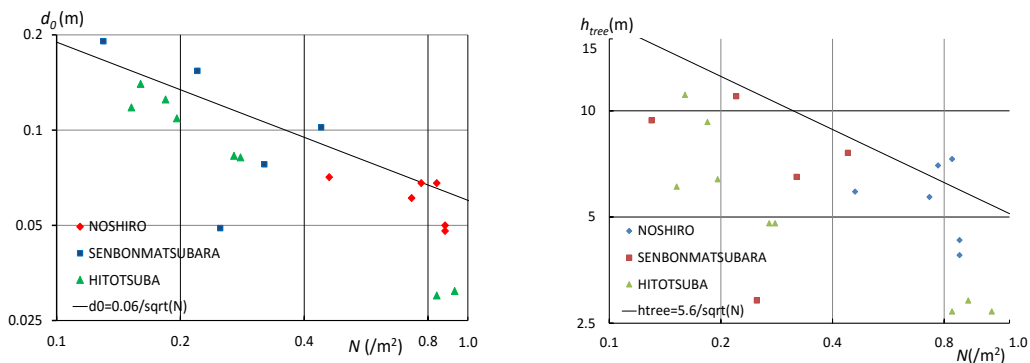 d0 (m)
0.2
0.1
0.05
0.025
NOSHIRO
SENBONMATSUBARA
HITOTSUBA
d0=0.06/sqrt(N)
0.1
0.2
0.4
0.8
1.0
N (/m²)
htree(m)
15
10
5
2.5
NOSHIRO
SENBONMATSUBARA
HITOTSUBA
htree=5.6/sqrt(N)
0.1
0.2
0.4
0.8
1.0
N(/m²)